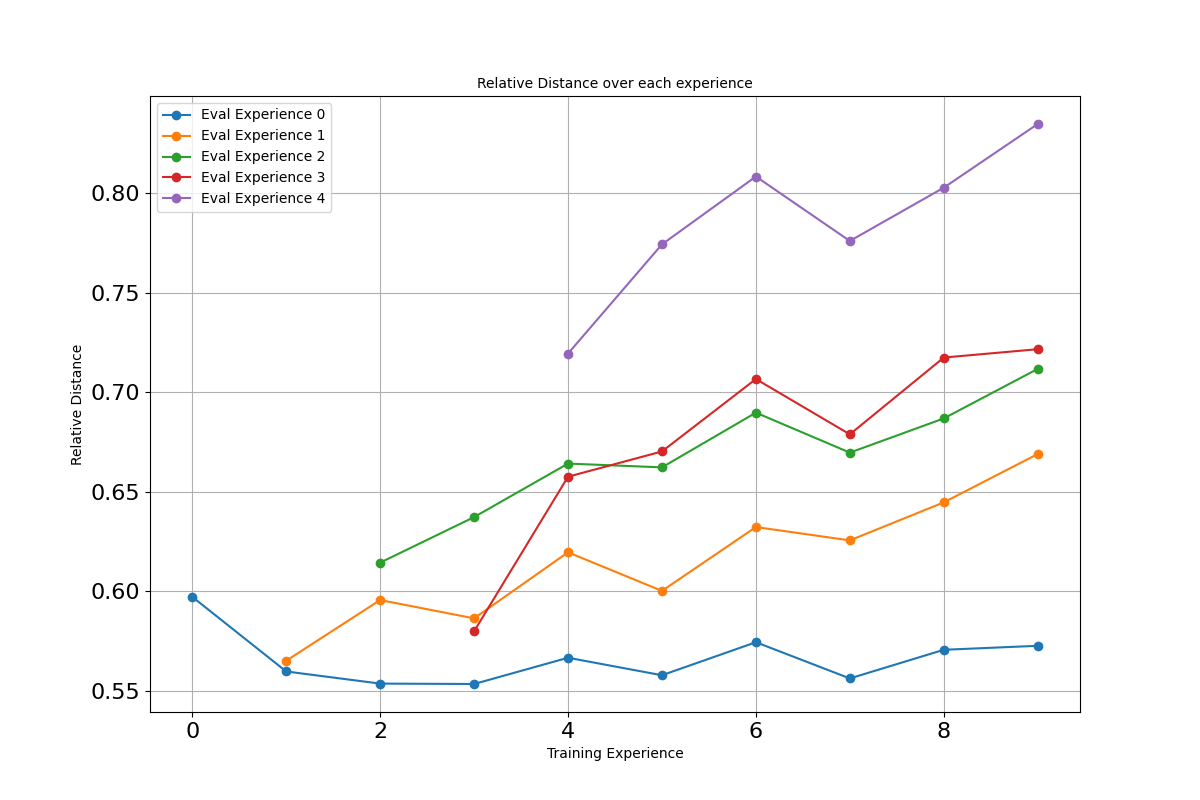 Relative Distance over each experience
Eval Experience 0
Eval Experience 1
Eval Experience 2
Eval Experience 3
Eval Experience 4
0.80
0.75
0.70
0.65
0.60
0.55
Relative Distance
0 2 4 6 8
Training Experience